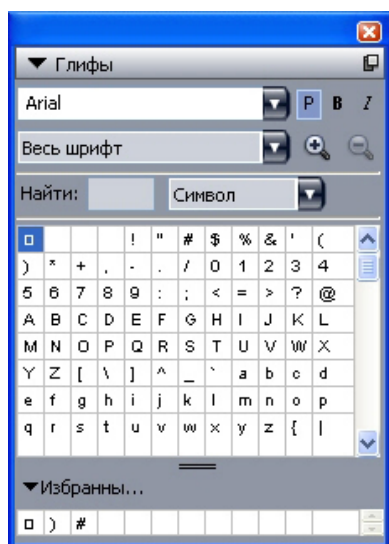 Глифы
Arial P B I
Весь шрифт
Найти: Символ
! " # $ % & ' (
) * + , - . / 0 1 2 3 4
5 6 7 8 9 : ; < = > ? @
A B C D E F G H I J K L
M N O P Q R S T U V W X
Y Z [ \ ] ^ _ ` a b c d
e f g h i j k l m n o p
q r s t u v w x y z { |
Избранны...
) #